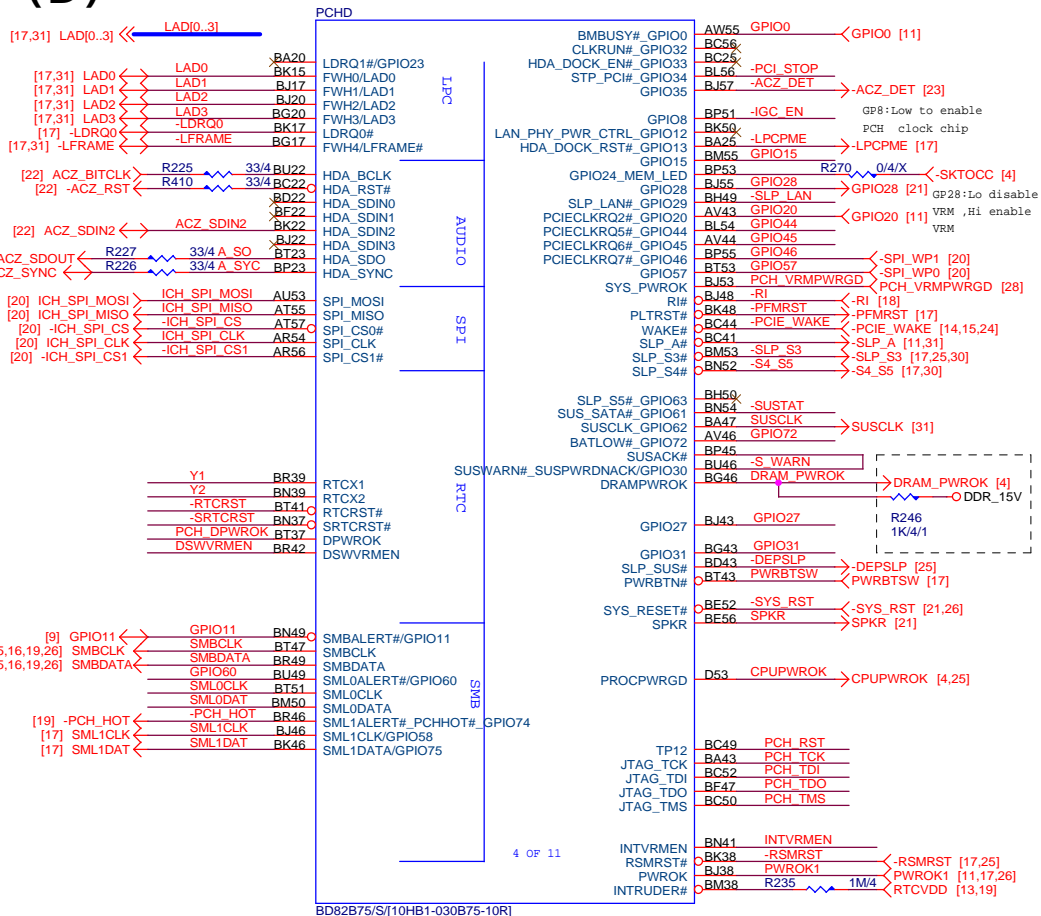 (D)
PCHD
[17,31] LAD[0..3] LAD[0..3]
BA20 LDRQ1#/GPIO23
[17,31] LAD0 LAD0 BK15 FWH0/LAD0
[17,31] LAD1 LAD1 BJ17 FWH1/LAD1
[17,31] LAD2 LAD2 BJ20 FWH2/LAD2
[17,31] LAD3 LAD3 BG20 FWH3/LAD3
[17] -LDRQ0 -LDRQ0 BK17 LDRQ0#
[17,31] -LFRAME -LFRAME BG17 FWH4/LFRAME#
LPC
[22] ACZ_BITCLK R225 33/4 BU22 HDA_BCLK
[22] -ACZ_RST R410 33/4 BC22 HDA_RST#
BD22 HDA_SDIN0
BF22 HDA_SDIN1
[22] ACZ_SDIN2 ACZ_SDIN2 BK22 HDA_SDIN2
BJ22 HDA_SDIN3
ACZ_SDOUT R227 33/4 A_SO BT23 HDA_SDO
CZ_SYNC R226 33/4 A_SYC BP23 HDA_SYNC
AUDIO
[20] ICH_SPI_MOSI ICH_SPI_MOSI AU53 SPI_MOSI
[20] ICH_SPI_MISO ICH_SPI_MISO AT55 SPI_MISO
[20] -ICH_SPI_CS -ICH_SPI_CS AT57 SPI_CS0#
[20] ICH_SPI_CLK ICH_SPI_CLK AR54 SPI_CLK
[20] -ICH_SPI_CS1 -ICH_SPI_CS1 AR56 SPI_CS1#
SPI
Y1 BR39 RTCX1
Y2 BN39 RTCX2
-RTCRST BT41 RTCRST#
-SRTCRST BN37 SRTCRST#
PCH_DPWROK BT37 DPWROK
DSWVRMEN BR42 DSWVRMEN
RTC
[9] GPIO11 GPIO11 BN49 SMBALERT#/GPIO11
5,16,19,26] SMBCLK SMBCLK BT47 SMBCLK
5,16,19,26] SMBDATA SMBDATA BR49 SMBDATA
GPIO60 BU49 SML0ALERT#/GPIO60
SML0CLK BT51 SML0CLK
SML0DAT BM50 SML0DATA
[19] -PCH_HOT -PCH_HOT BR46 SML1ALERT#_PCHHOT#_GPIO74
[17] SML1CLK SML1CLK BJ46 SML1CLK/GPIO58
[17] SML1DAT SML1DAT BK46 SML1DATA/GPIO75
SMB
BMBUSY#_GPIO0 AW55 GPIO0 GPIO0 [11]
CLKRUN#_GPIO32 BC56
HDA_DOCK_EN#_GPIO33 BC25
STP_PCI#_GPIO34 BL56 -PCI_STOP
GPIO35 BJ57 -ACZ_DET -ACZ_DET [23]
GPIO8 BP51 -IGC_EN
GP8:Low to enable
PCH clock chip
LAN_PHY_PWR_CTRL_GPIO12 BK50
HDA_DOCK_RST#_GPIO13 BA25 -LPCPME -LPCPME [17]
GPIO15 BM55 GPIO15
GPIO24_MEM_LED BP53 R270 0/4/X -SKTOCC [4]
GPIO28 BJ55 GPIO28 GPIO28 [21]
GP28:Lo disable
VRM ,Hi enable
VRM
SLP_LAN#_GPIO29 BH49 -SLP_LAN
PCIECLKRQ2#_GPIO20 AV43 GPIO20 GPIO20 [11]
PCIECLKRQ5#_GPIO44 BL54 GPIO44
PCIECLKRQ6#_GPIO45 AV44 GPIO45
PCIECLKRQ7#_GPIO46 BP55 GPIO46 -SPI_WP1 [20]
GPIO57 BT53 GPIO57 -SPI_WP0 [20]
SYS_PWROK BJ53 PCH_VRMPWRGD PCH_VRMPWRGD [28]
RI# BJ48 -RI -RI [18]
PLTRST# BK48 -PFMRST -PFMRST [17]
WAKE# BC44 -PCIE_WAKE -PCIE_WAKE [14,15,24]
SLP_A# BC41 -SLP_A [11,31]
SLP_S3# BM53 -SLP_S3 -SLP_S3 [17,25,30]
SLP_S4# BN52 -S4_S5 -S4_S5 [17,30]
SLP_S5#_GPIO63 BH50
SUS_SATA#_GPIO61 BN54 -SUSTAT
SUSCLK_GPIO62 BA47 SUSCLK SUSCLK [31]
BATLOW#_GPIO72 AV46 GPIO72
SUSACK# BP45
SUSWARN#_SUSPWRDNACK/GPIO30 BU46 -S_WARN
DRAMPWROK BG46 DRAM_PWROK DRAM_PWROK [4]
DDR_15V
R246
1K/4/1
GPIO27 BJ43 GPIO27
GPIO31 BG43 GPIO31
SLP_SUS# BD43 -DEPSLP -DEPSLP [25]
PWRBTN# BT43 PWRBTSW PWRBTSW [17]
SYS_RESET# BE52 -SYS_RST -SYS_RST [21,26]
SPKR BE56 SPKR SPKR [21]
PROCPWRGD D53 CPUPWROK CPUPWROK [4,25]
TP12 BC49 PCH_RST
JTAG_TCK BA43 PCH_TCK
JTAG_TDI BC52 PCH_TDI
JTAG_TDO BF47 PCH_TDO
JTAG_TMS BC50 PCH_TMS
INTVRMEN BN41 INTVRMEN
RSMRST# BK38 -RSMRST -RSMRST [17,25]
PWROK BJ38 PWROK1 PWROK1 [11,17,26]
INTRUDER# BM38 R235 1M/4 RTCVDD [13,19]
4 OF 11
BD82B75/S/[10HB1-030B75-10R]